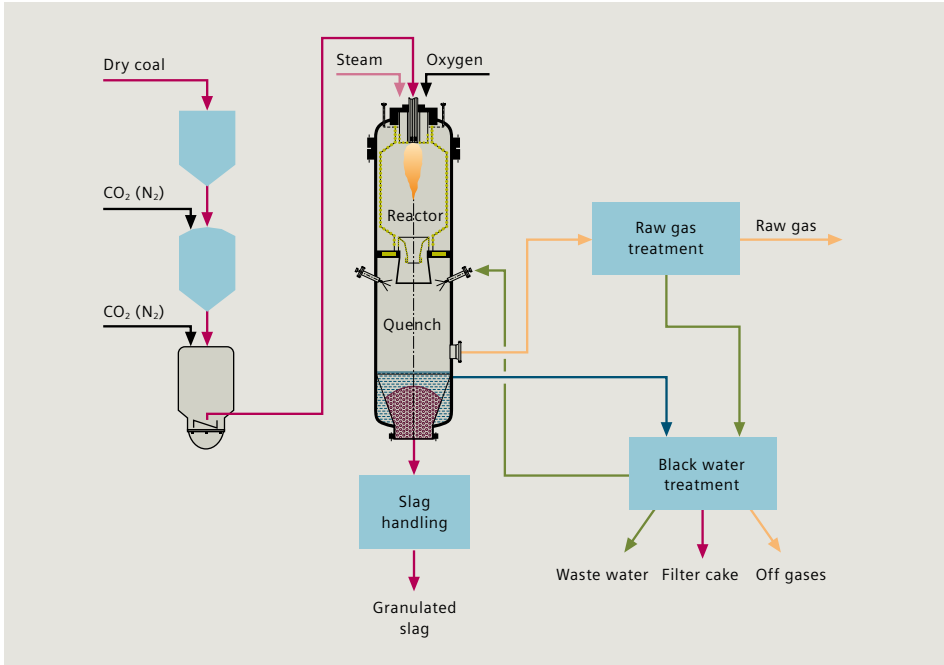 Dry coal
Steam
Oxygen
CO₂ (N₂)
Reactor
Raw gas
treatment
Raw gas
CO₂ (N₂)
Quench
Black water
treatment
Slag
handling
Waste water
Filter cake
Off gases
Granulated
slag